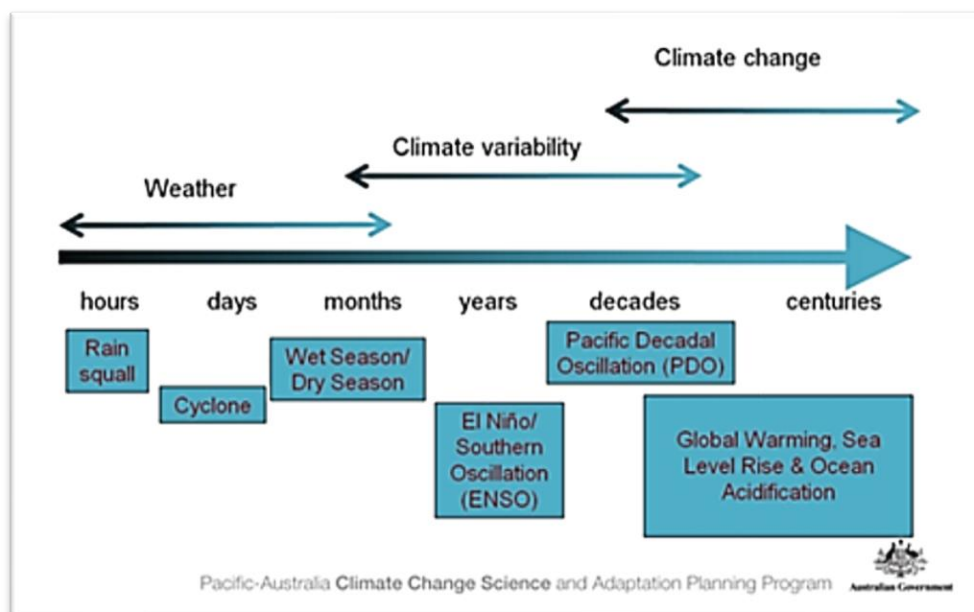 Climate change
Climate variability
Weather
hours days months years decades centuries
Rain
squall
Cyclone
Wet Season/
Dry Season
El Niño/
Southern
Oscillation
(ENSO)
Pacific Decadal
Oscillation (PDO)
Global Warming, Sea
Level Rise & Ocean
Acidification
Pacific-Australia Climate Change Science and Adaptation Planning Program
Australian Government